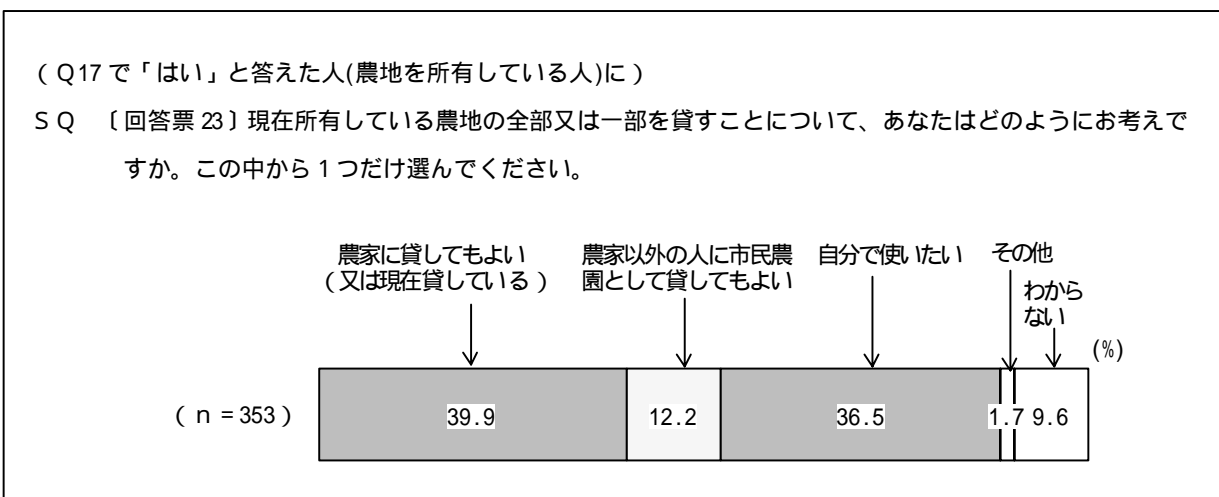 （Q17で「はい」と答えた人(農地を所有している人)に）
ＳＱ 〔回答票 23〕現在所有している農地の全部又は一部を貸すことについて、あなたはどのようにお考えで
すか。この中から１つだけ選んでください。
農家に貸してもよい
（又は現在貸している）
農家以外の人に市民農
園として貸してもよい
自分で使いたい
その他
わから
ない
(%)
（ｎ=353）
39.9
12.2
36.5
1.7
9.6